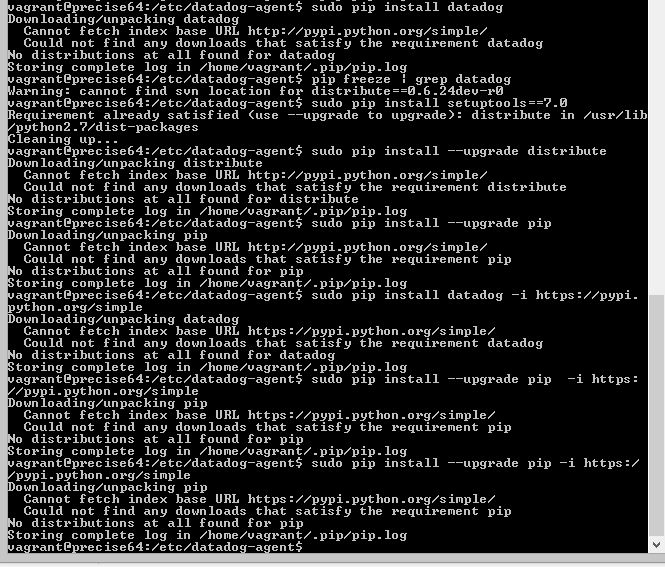 vagrant@precise64:/etc/datadog-agent$ sudo pip install datadog
Downloading/unpacking datadog
  Cannot fetch index base URL http://pypi.python.org/simple/
  Could not find any downloads that satisfy the requirement datadog
No distributions at all found for datadog
Storing complete log in /home/vagrant/.pip/pip.log
vagrant@precise64:/etc/datadog-agent$ pip freeze | grep datadog
Warning: cannot find svn location for distribute==0.6.24dev-r0
vagrant@precise64:/etc/datadog-agent$ sudo pip install setuptools==7.0
Requirement already satisfied (use --upgrade to upgrade): distribute in /usr/lib
/python2.7/dist-packages
Cleaning up...
vagrant@precise64:/etc/datadog-agent$ sudo pip install --upgrade distribute
Downloading/unpacking distribute
  Cannot fetch index base URL http://pypi.python.org/simple/
  Could not find any downloads that satisfy the requirement distribute
No distributions at all found for distribute
Storing complete log in /home/vagrant/.pip/pip.log
vagrant@precise64:/etc/datadog-agent$ sudo pip install --upgrade pip
Downloading/unpacking pip
  Cannot fetch index base URL http://pypi.python.org/simple/
  Could not find any downloads that satisfy the requirement pip
No distributions at all found for pip
Storing complete log in /home/vagrant/.pip/pip.log
vagrant@precise64:/etc/datadog-agent$ sudo pip install datadog -i https://pypi.
python.org/simple
Downloading/unpacking datadog
  Cannot fetch index base URL https://pypi.python.org/simple/
  Could not find any downloads that satisfy the requirement datadog
No distributions at all found for datadog
Storing complete log in /home/vagrant/.pip/pip.log
vagrant@precise64:/etc/datadog-agent$ sudo pip install --upgrade pip  -i https:
//pypi.python.org/simple
Downloading/unpacking pip
  Cannot fetch index base URL https://pypi.python.org/simple/
  Could not find any downloads that satisfy the requirement pip
No distributions at all found for pip
Storing complete log in /home/vagrant/.pip/pip.log
vagrant@precise64:/etc/datadog-agent$ sudo pip install --upgrade pip -i https:/
/pypi.python.org/simple
Downloading/unpacking pip
  Cannot fetch index base URL https://pypi.python.org/simple/
  Could not find any downloads that satisfy the requirement pip
No distributions at all found for pip
Storing complete log in /home/vagrant/.pip/pip.log
vagrant@precise64:/etc/datadog-agent$